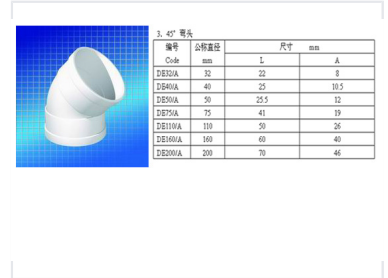 3. 45° 弯头
编号 公称直径 尺寸 mm
Code mm L A
DE32/A 32 22 8
DE40/A 40 25 10.5
DE50/A 50 25.5 12
DE75/A 75 41 19
DE110/A 110 50 26
DE160/A 160 60 40
DE200/A 200 70 46